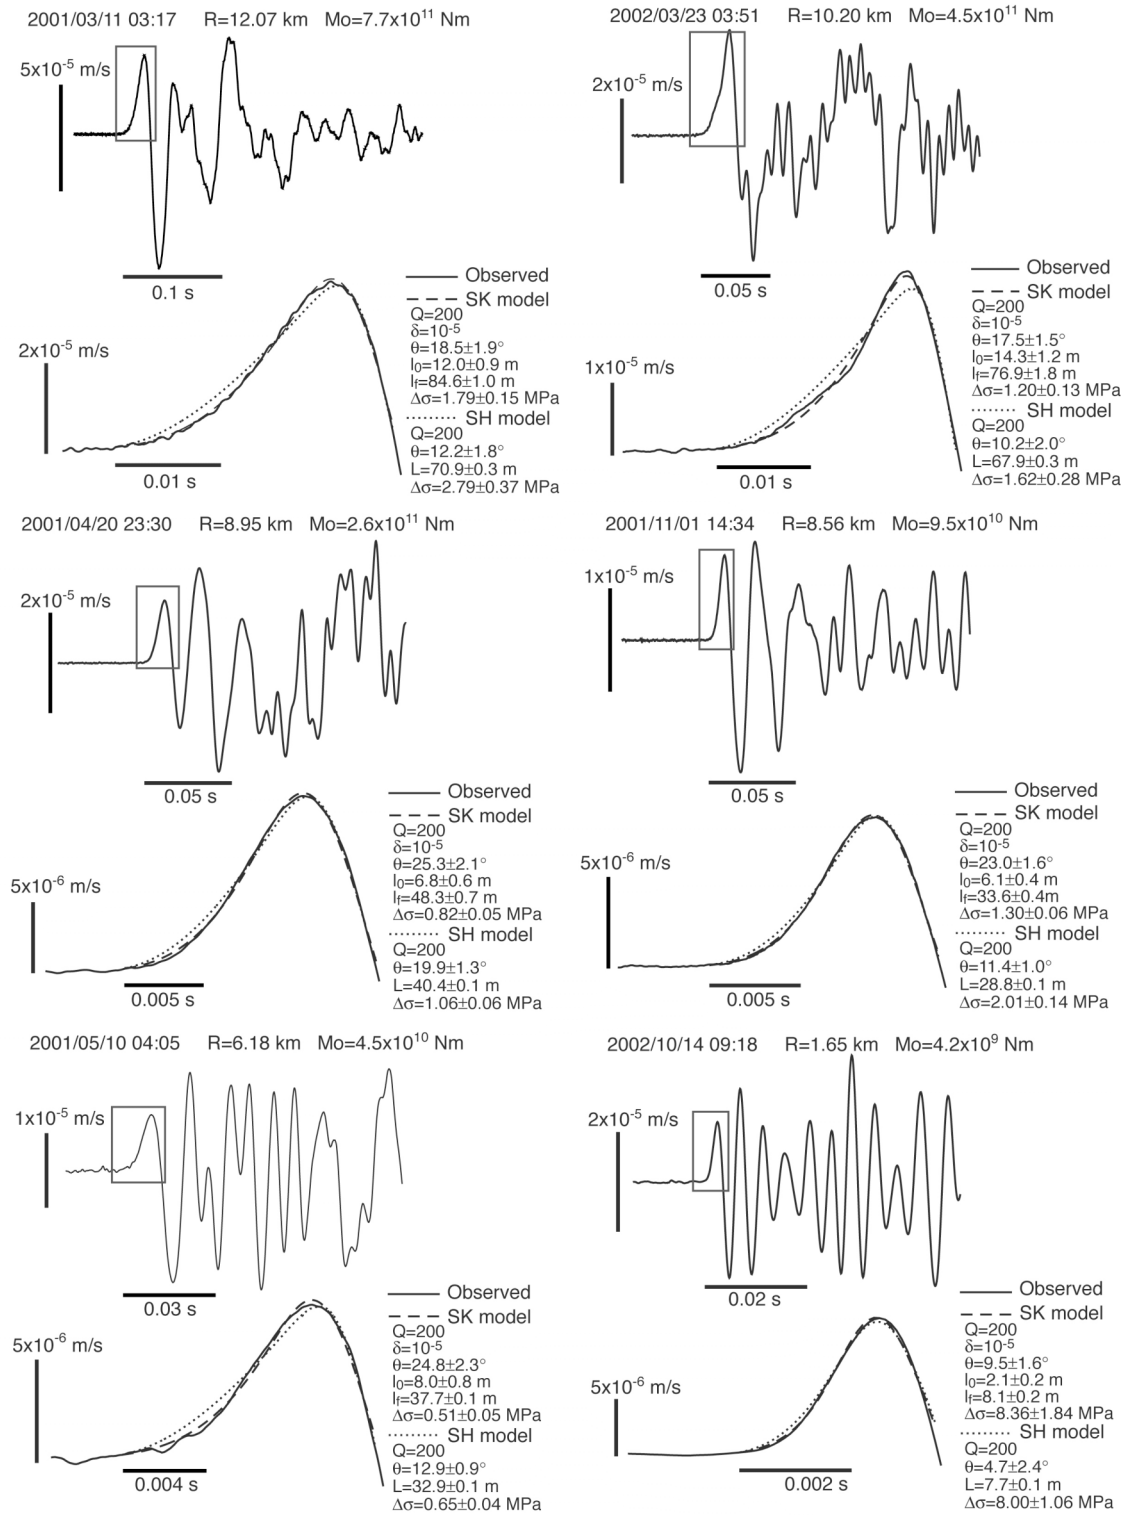 2001/03/11 03:17 R=12.07 km Mo=7.7x10¹¹ Nm
5x10⁻⁵ m/s
0.1 s
2x10⁻⁵ m/s
0.01 s
Observed
SK model
Q=200
δ=10⁻⁵
θ=18.5±1.9°
l₀=12.0±0.9 m
l_f=84.6±1.0 m
Δσ=1.79±0.15 MPa
SH model
Q=200
θ=12.2±1.8°
L=70.9±0.3 m
Δσ=2.79±0.37 MPa
2002/03/23 03:51 R=10.20 km Mo=4.5x10¹¹ Nm
2x10⁻⁵ m/s
0.05 s
1x10⁻⁵ m/s
0.01 s
Observed
SK model
Q=200
δ=10⁻⁵
θ=17.5±1.5°
l₀=14.3±1.2 m
l_f=76.9±1.8 m
Δσ=1.20±0.13 MPa
SH model
Q=200
θ=10.2±2.0°
L=67.9±0.3 m
Δσ=1.62±0.28 MPa
2001/04/20 23:30 R=8.95 km Mo=2.6x10¹¹ Nm
2x10⁻⁵ m/s
0.05 s
5x10⁻⁶ m/s
0.005 s
Observed
SK model
Q=200
δ=10⁻⁵
θ=25.3±2.1°
l₀=6.8±0.6 m
l_f=48.3±0.7 m
Δσ=0.82±0.05 MPa
SH model
Q=200
θ=19.9±1.3°
L=40.4±0.1 m
Δσ=1.06±0.06 MPa
2001/11/01 14:34 R=8.56 km Mo=9.5x10¹⁰ Nm
1x10⁻⁵ m/s
0.05 s
5x10⁻⁶ m/s
0.005 s
Observed
SK model
Q=200
δ=10⁻⁵
θ=23.0±1.6°
l₀=6.1±0.4 m
l_f=33.6±0.4m
Δσ=1.30±0.06 MPa
SH model
Q=200
θ=11.4±1.0°
L=28.8±0.1 m
Δσ=2.01±0.14 MPa
2001/05/10 04:05 R=6.18 km Mo=4.5x10¹⁰ Nm
1x10⁻⁵ m/s
0.03 s
5x10⁻⁶ m/s
0.004 s
Observed
SK model
Q=200
δ=10⁻⁵
θ=24.8±2.3°
l₀=8.0±0.8 m
l_f=37.7±0.1 m
Δσ=0.51±0.05 MPa
SH model
Q=200
θ=12.9±0.9°
L=32.9±0.1 m
Δσ=0.65±0.04 MPa
2002/10/14 09:18 R=1.65 km Mo=4.2x10⁹ Nm
2x10⁻⁵ m/s
0.02 s
5x10⁻⁶ m/s
0.002 s
Observed
SK model
Q=200
δ=10⁻⁵
θ=9.5±1.6°
l₀=2.1±0.2 m
l_f=8.1±0.2 m
Δσ=8.36±1.84 MPa
SH model
Q=200
θ=4.7±2.4°
L=7.7±0.1 m
Δσ=8.00±1.06 MPa